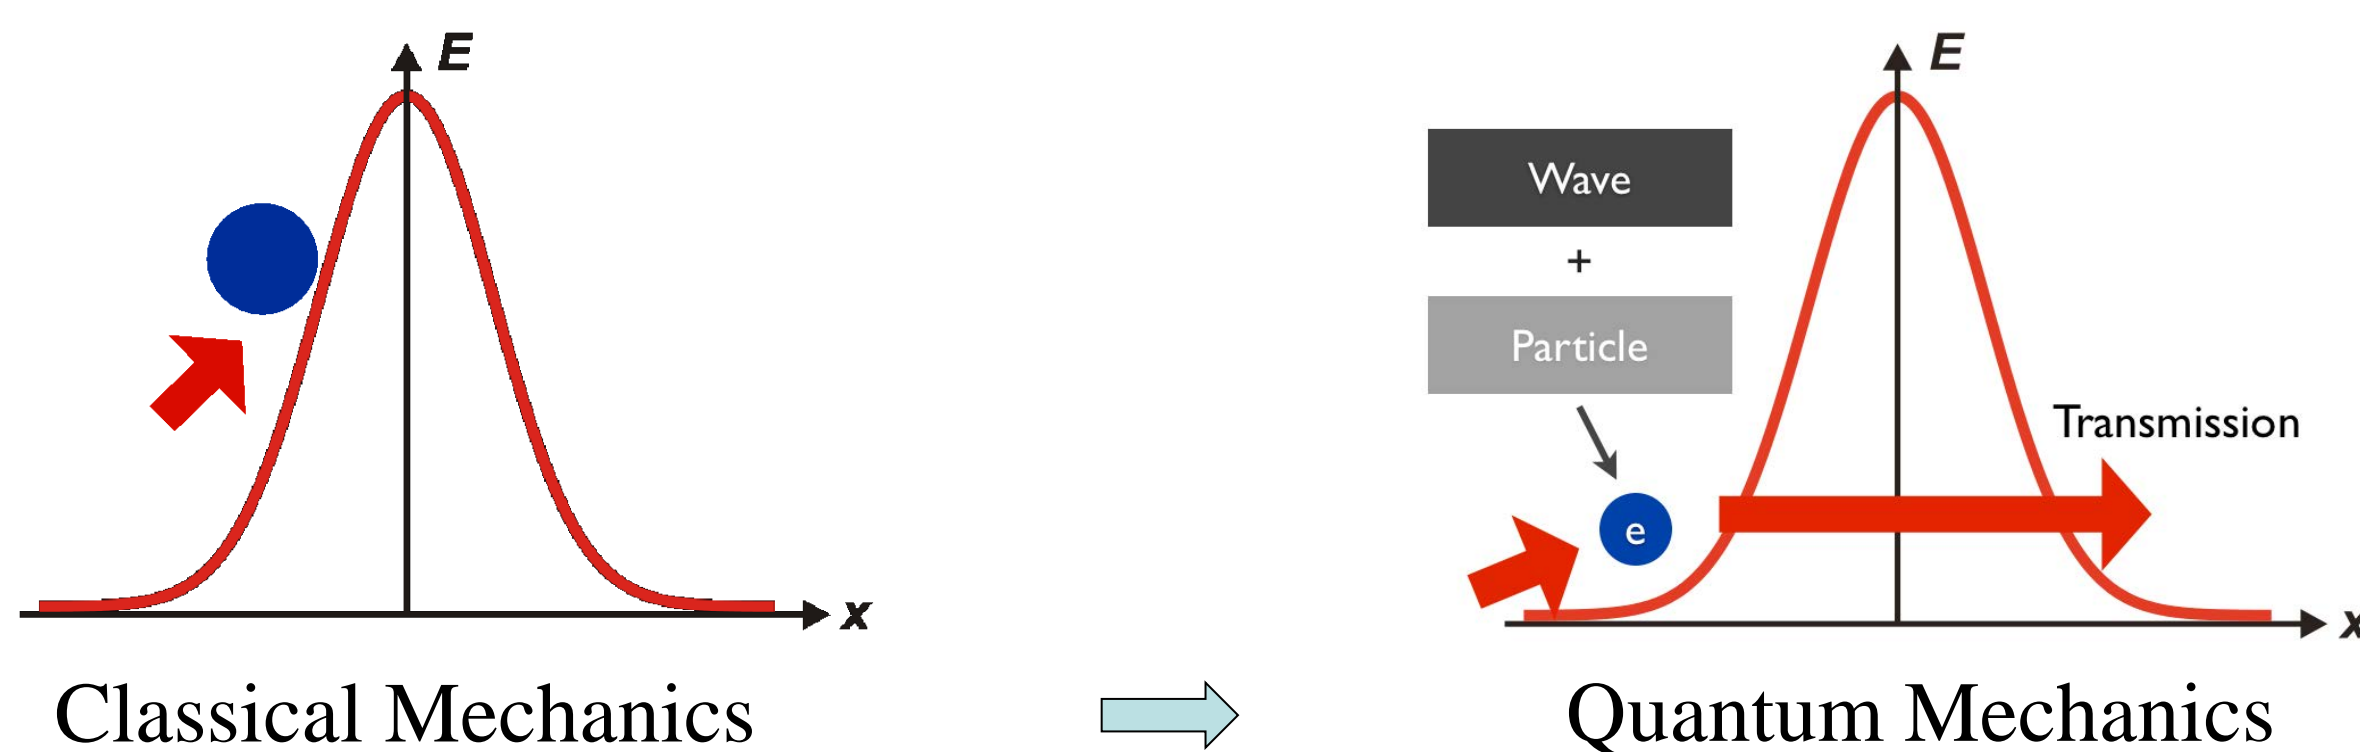 E
x
Classical Mechanics
E
Wave
+
Particle
e
Transmission
x
Quantum Mechanics